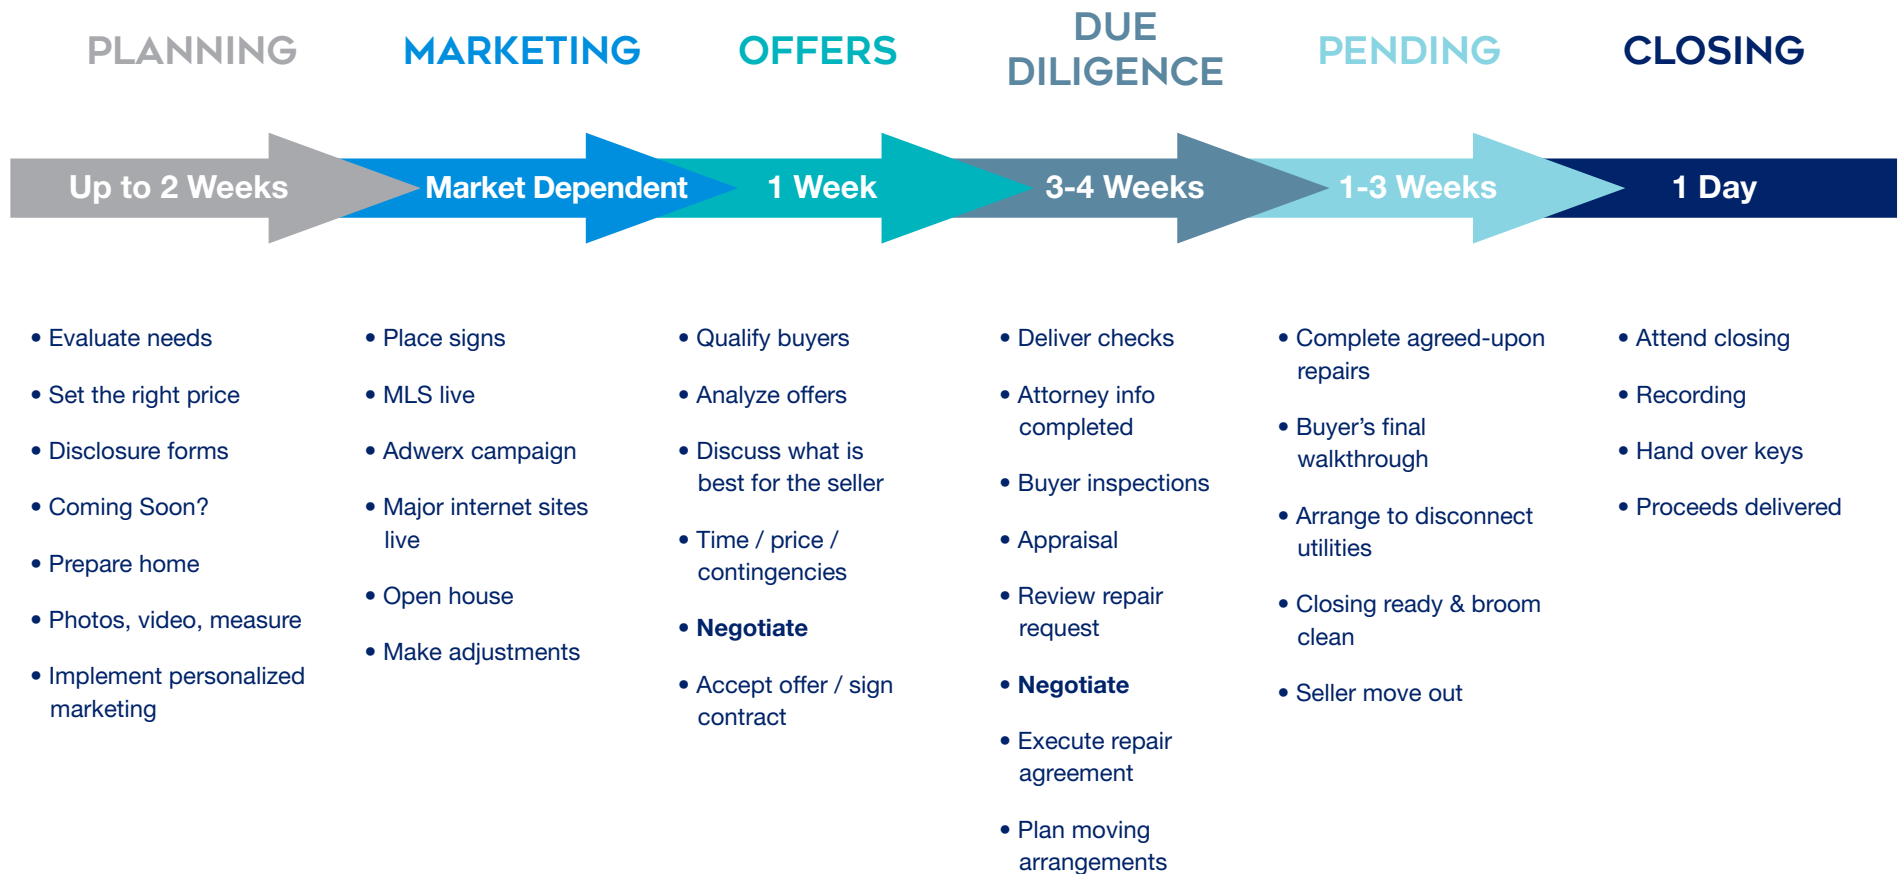 PLANNING
MARKETING
OFFERS
DUE
DILIGENCE
PENDING
CLOSING
Up to 2 Weeks
Market Dependent
1 Week
3-4 Weeks
1-3 Weeks
1 Day
• Evaluate needs
• Set the right price
• Disclosure forms
• Coming Soon?
• Prepare home
• Photos, video, measure
• Implement personalized
marketing
• Place signs
• MLS live
• Adwerx campaign
• Major internet sites
live
• Open house
• Make adjustments
• Qualify buyers
• Analyze offers
• Discuss what is
best for the seller
• Time / price /
contingencies
• Negotiate
• Accept offer / sign
contract
• Deliver checks
• Attorney info
completed
• Buyer inspections
• Appraisal
• Review repair
request
• Negotiate
• Execute repair
agreement
• Plan moving
arrangements
• Complete agreed-upon
repairs
• Buyer’s final
walkthrough
• Arrange to disconnect
utilities
• Closing ready & broom
clean
• Seller move out
• Attend closing
• Recording
• Hand over keys
• Proceeds delivered